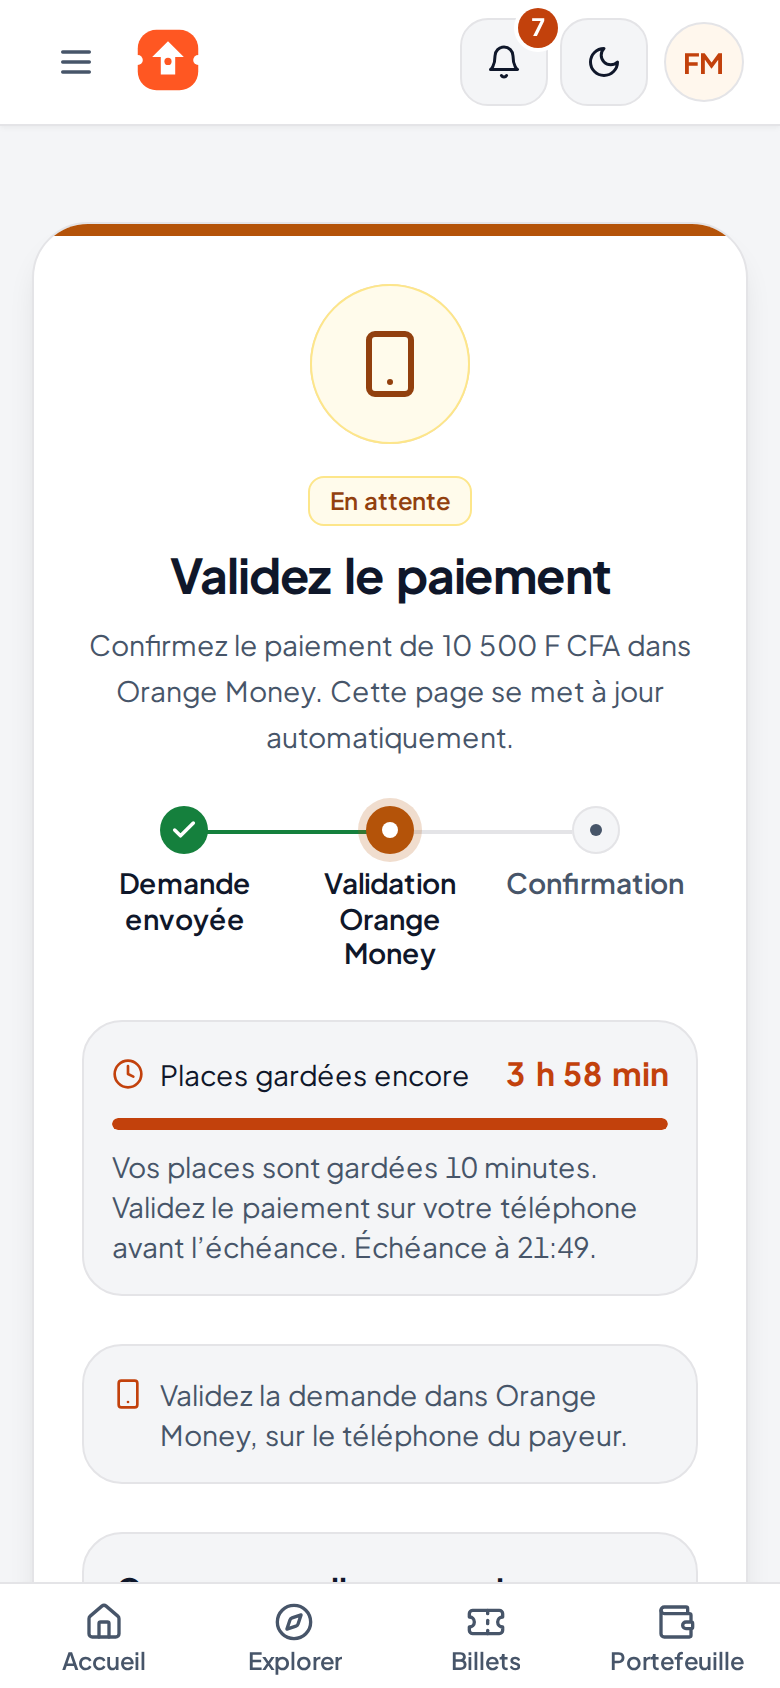 7
FM
En attente
Validez le paiement
Confirmez le paiement de 10 500 F CFA dans
Orange Money. Cette page se met à jour
automatiquement.
Demande
envoyée
Validation
Orange
Money
Confirmation
Places gardées encore 3 h 58 min
Vos places sont gardées 10 minutes.
Validez le paiement sur votre téléphone
avant l’échéance. Échéance à 21:49.
Validez la demande dans Orange
Money, sur le téléphone du payeur.
Accueil
Explorer
Billets
Portefeuille